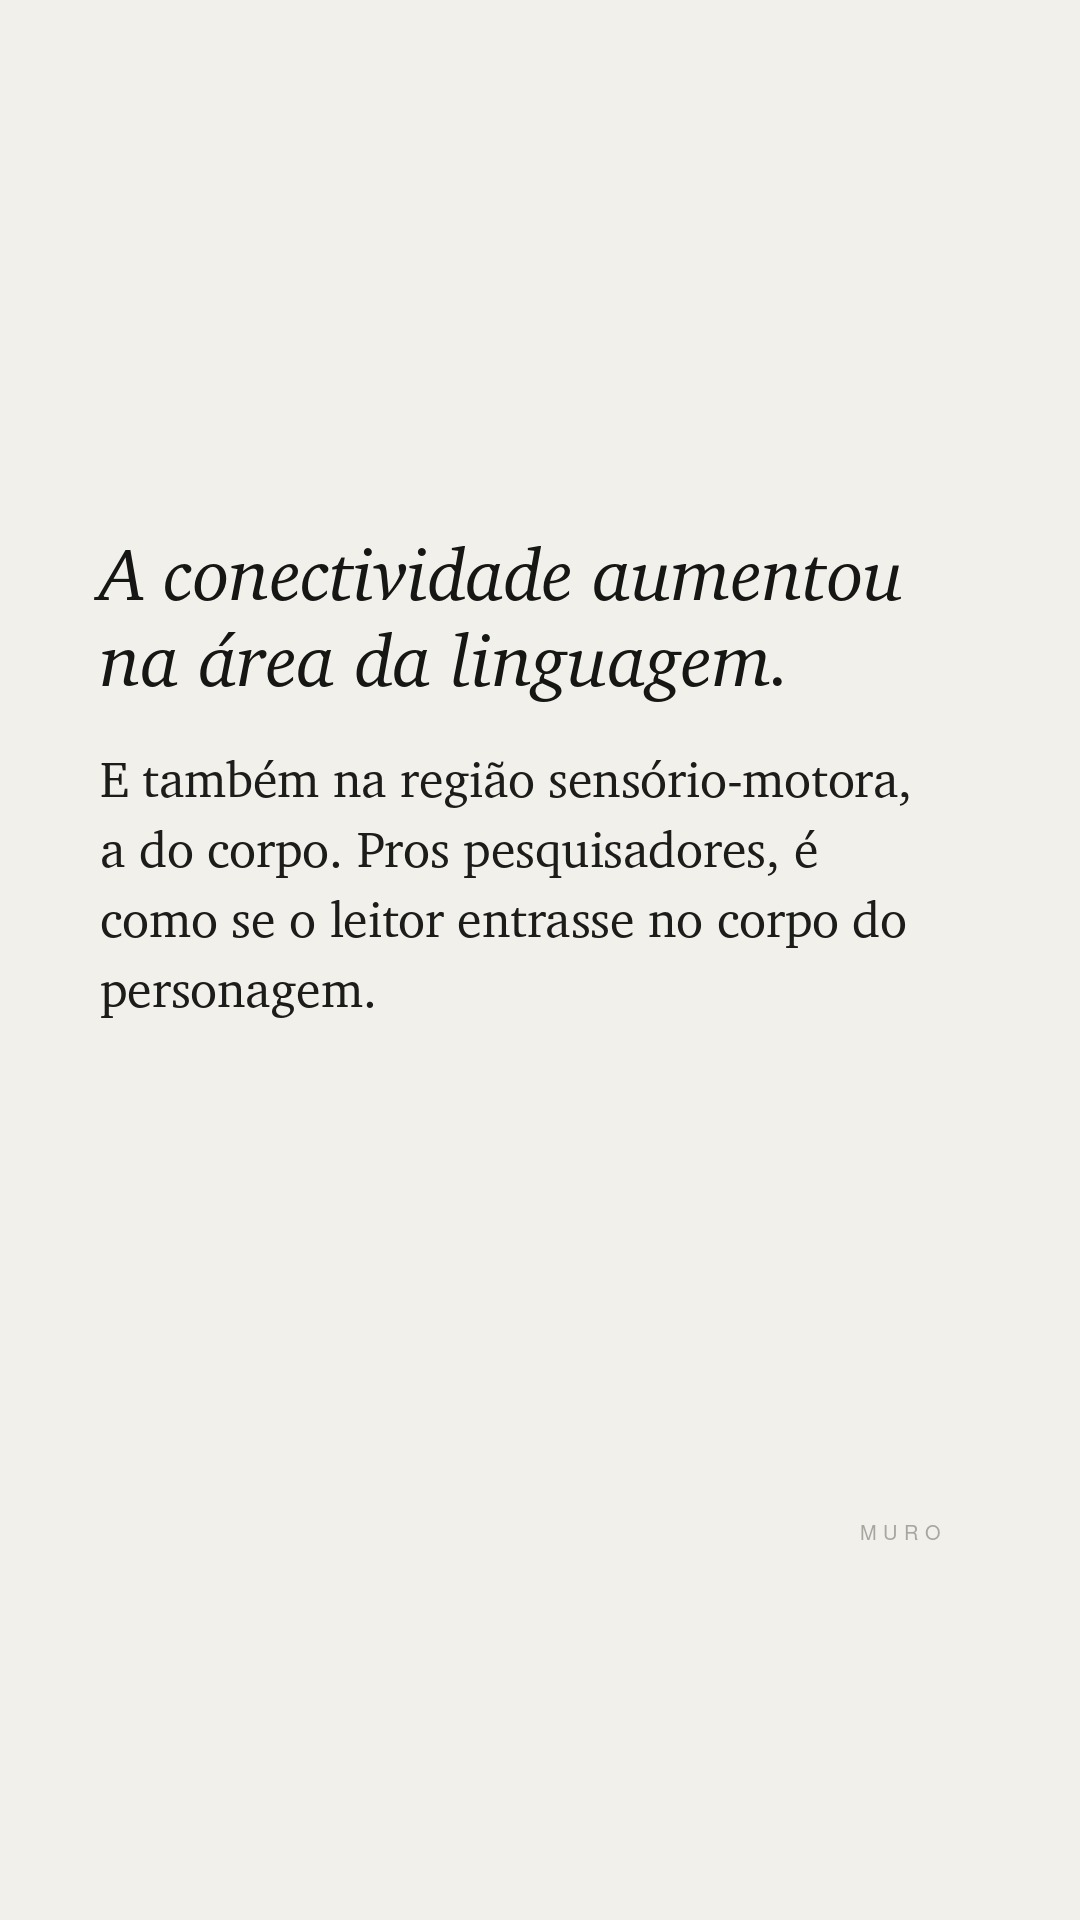 A conectividade aumentou
na área da linguagem.
E também na região sensório-motora,
a do corpo. Pros pesquisadores, é
como se o leitor entrasse no corpo do
personagem.
MURO